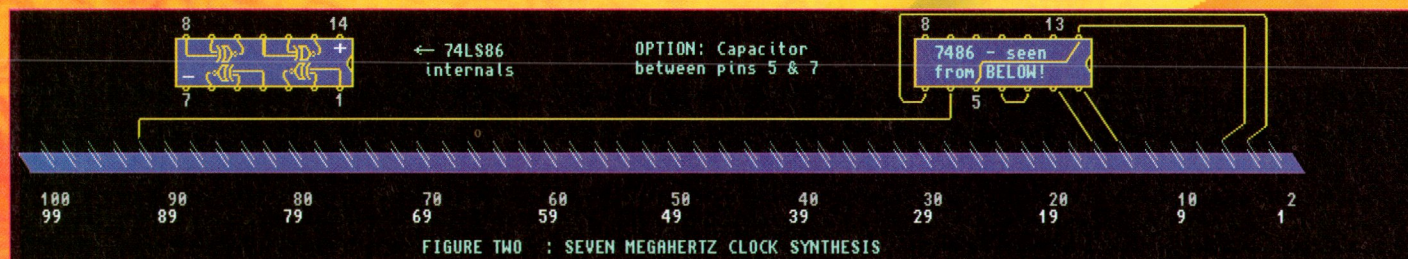 8 14
+
−
7 1
← 74LS86
internals
OPTION: Capacitor
between pins 5 & 7
8 13
7486 - seen
from BELOW!
5
100 90 80 70 60 50 40 30 20 10 2
99 89 79 69 59 49 39 29 19 9 1
FIGURE TWO : SEVEN MEGAHERTZ CLOCK SYNTHESIS